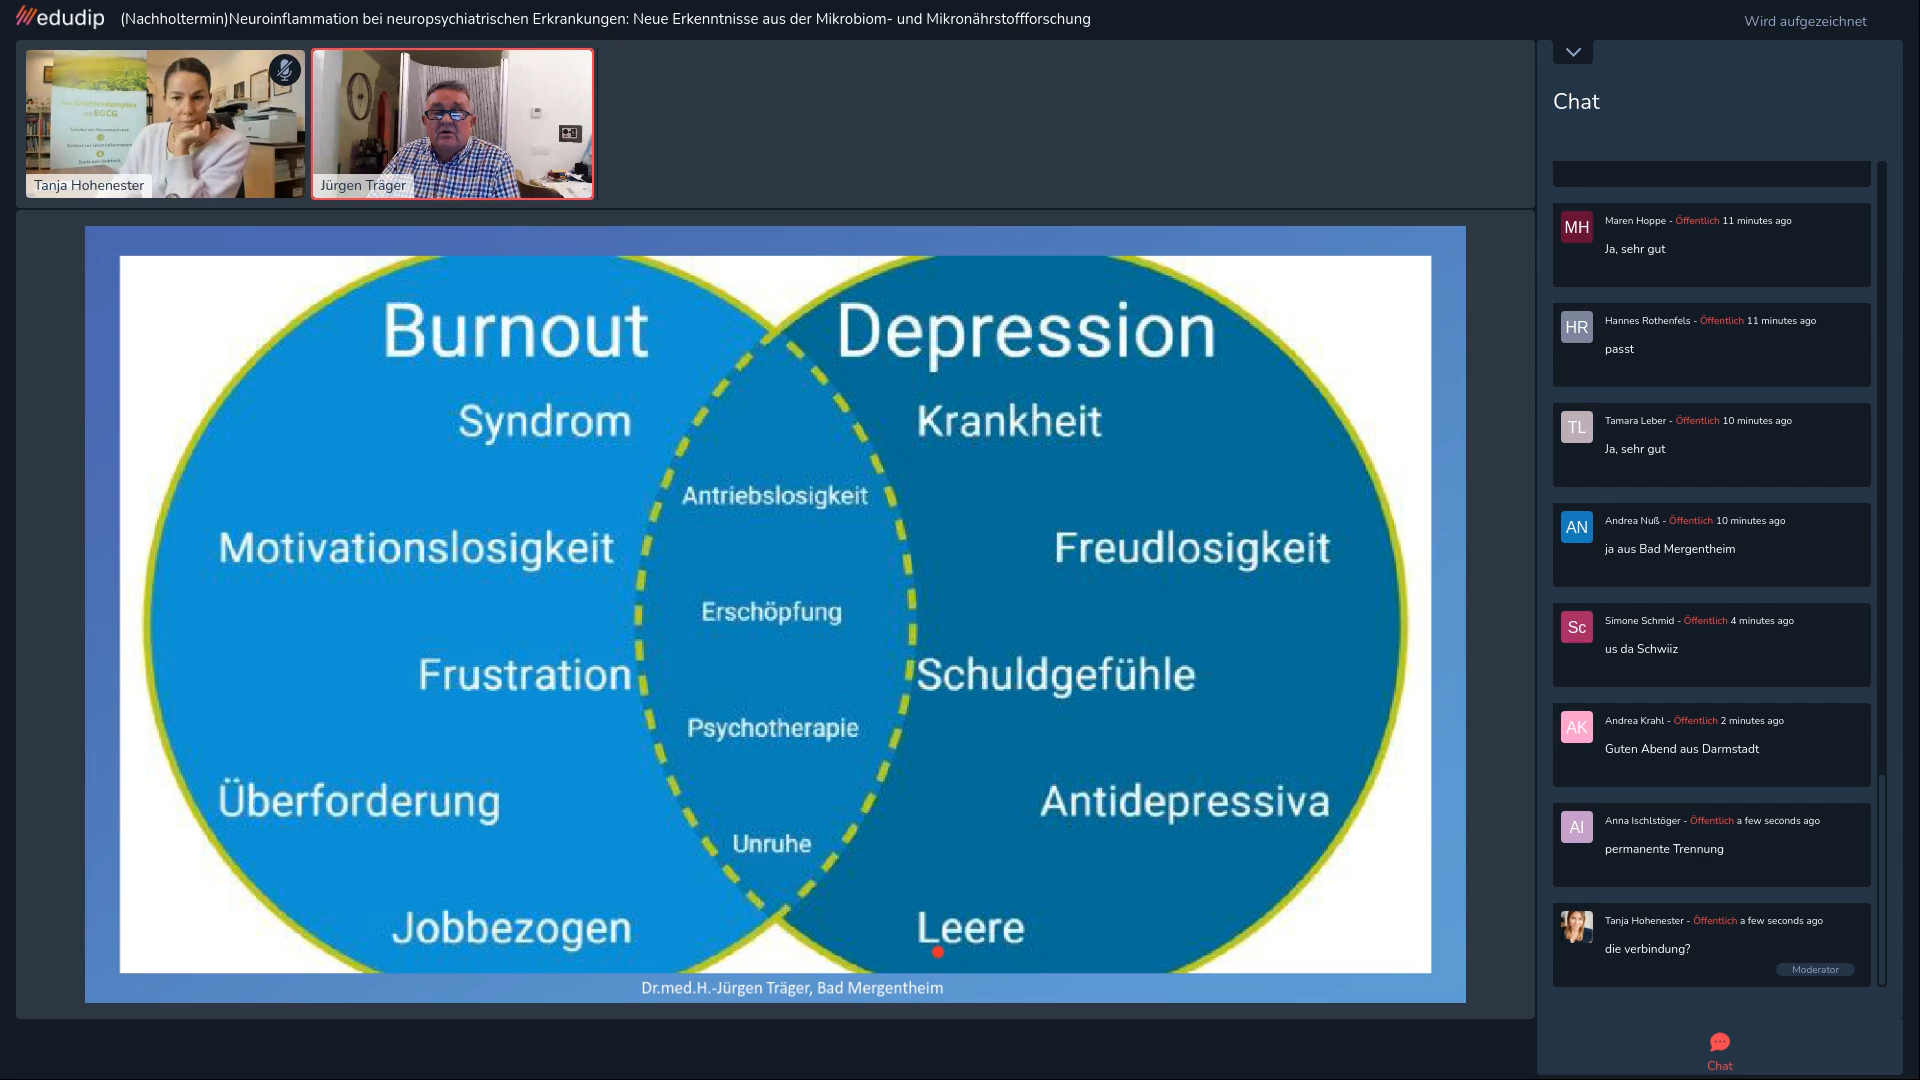 edudip
(Nachholtermin)Neuroinflammation bei neuropsychiatrischen Erkrankungen: Neue Erkenntnisse aus der Mikrobiom- und Mikronährstoffforschung
Wird aufgezeichnet
EGCG
Tanja Hohenester
Jürgen Träger
Burnout
Syndrom
Motivationslosigkeit
Frustration
Überforderung
Jobbezogen
Antriebslosigkeit
Erschöpfung
Psychotherapie
Unruhe
Depression
Krankheit
Freudlosigkeit
Schuldgefühle
Antidepressiva
Leere
Dr.med.H.-Jürgen Träger, Bad Mergentheim
Chat
MH
Maren Hoppe - Öffentlich 11 minutes ago
Ja, sehr gut
HR
Hannes Rothenfels - Öffentlich 11 minutes ago
passt
TL
Tamara Leber - Öffentlich 10 minutes ago
Ja, sehr gut
AN
Andrea Nuß - Öffentlich 10 minutes ago
ja aus Bad Mergentheim
Sc
Simone Schmid - Öffentlich 4 minutes ago
us da Schwiiz
AK
Andrea Krahl - Öffentlich 2 minutes ago
Guten Abend aus Darmstadt
AI
Anna Ischlstöger - Öffentlich a few seconds ago
permanente Trennung
Tanja Hohenester - Öffentlich a few seconds ago
die verbindung?
Moderator
Chat